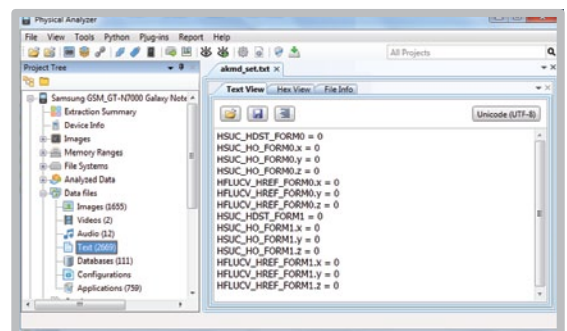 Physical Analyzer
File View Tools Python Plug-ins Report Help
All Projects
Project Tree
akmd_set.txt
Text View Hex View File Info
Samsung GSM_GT-N7000 Galaxy Note
Extraction Summary
Device Info
Images
Memory Ranges
File Systems
Analyzed Data
Data files
Images (1655)
Videos (2)
Audio (12)
Text (2669)
Databases (111)
Configurations
Applications (759)
Unicode (UTF-8)
HSUC_HDST_FORM0 = 0
HSUC_HO_FORM0.x = 0
HSUC_HO_FORM0.y = 0
HSUC_HO_FORM0.z = 0
HFLUCV_HREF_FORM0.x = 0
HFLUCV_HREF_FORM0.y = 0
HFLUCV_HREF_FORM0.z = 0
HSUC_HDST_FORM1 = 0
HSUC_HO_FORM1.x = 0
HSUC_HO_FORM1.y = 0
HSUC_HO_FORM1.z = 0
HFLUCV_HREF_FORM1.x = 0
HFLUCV_HREF_FORM1.y = 0
HFLUCV_HREF_FORM1.z = 0